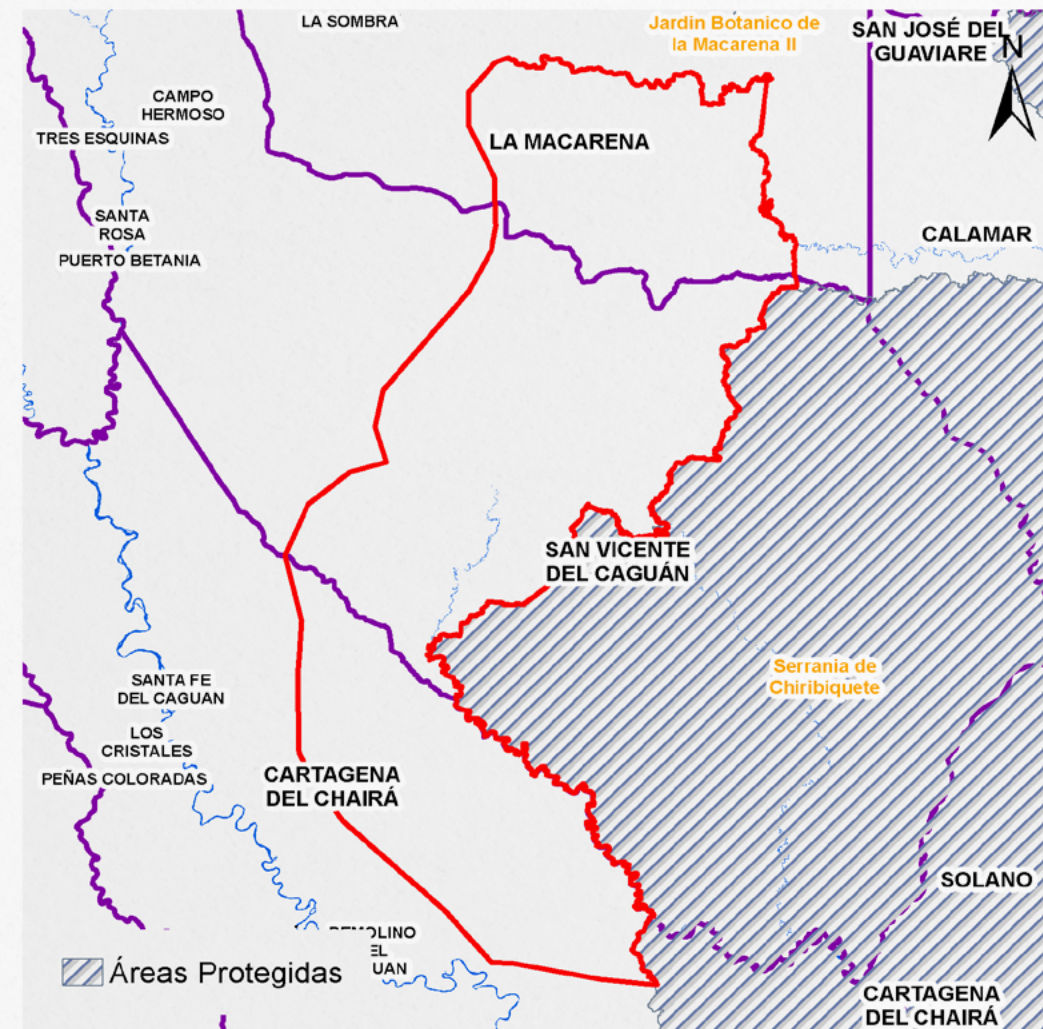 LA SOMBRA
Jardin Botanico de
la Macarena II
SAN JOSÉ DEL
GUAVIARE
N
CAMPO
HERMOSO
TRES ESQUINAS
LA MACARENA
SANTA
ROSA
PUERTO BETANIA
CALAMAR
SAN VICENTE
DEL CAGUÁN
Serrania de
Chiribiquete
SANTA FE
DEL CAGUAN
LOS
CRISTALES
PEÑAS COLORADAS
CARTAGENA
DEL CHAIRÁ
SOLANO
Áreas Protegidas
CARTAGENA
DEL CHAIRÁ